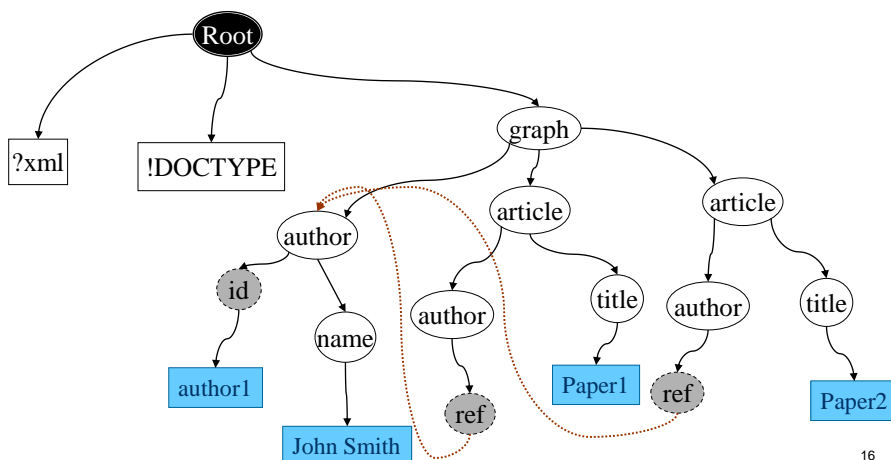 Root
?xml
!DOCTYPE
graph
author
article
article
id
name
author
title
author
title
author1
John Smith
ref
Paper1
ref
Paper2
16